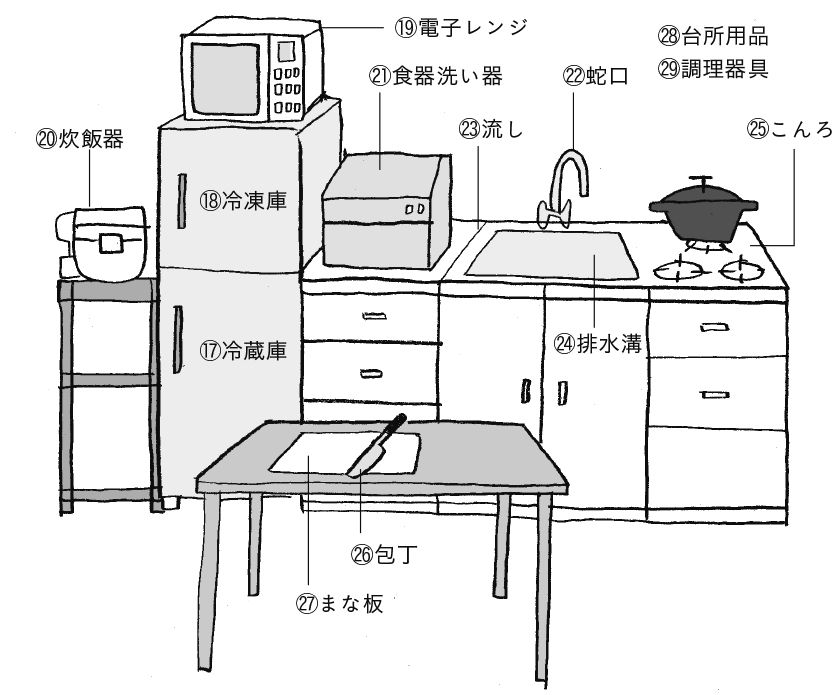 ⑲電子レンジ
㉘台所用品
㉑食器洗い器
㉒蛇口
㉙調理器具
⑳炊飯器
㉓流し
㉕こんろ
⑱冷凍庫
⑰冷蔵庫
㉔排水溝
㉖包丁
㉗まな板